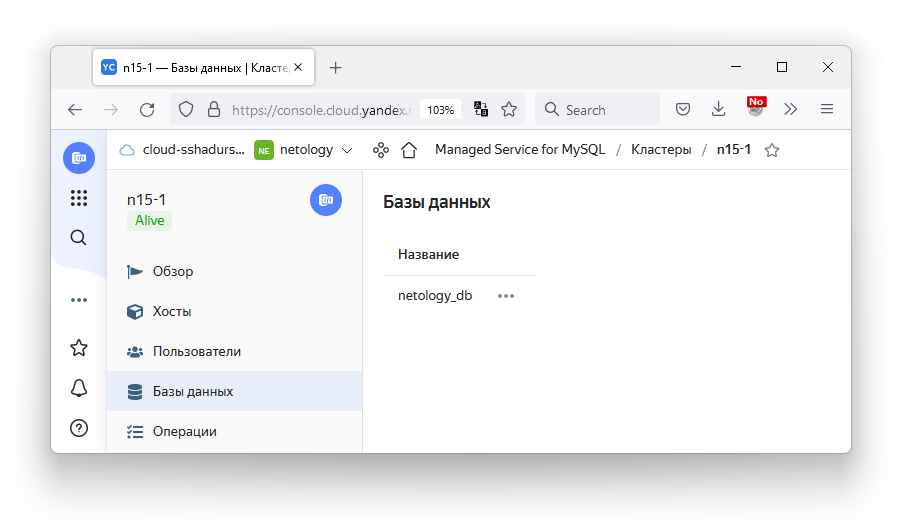 YC n15-1 — Базы данных | Кластер
https://console.cloud.yandex.r 103% Search No
cloud-sshadurs... NE netology Managed Service for MySQL / Кластеры / n15-1
n15-1
Alive
Обзор
Хосты
Пользователи
Базы данных
Операции
Базы данных
Название
netology_db